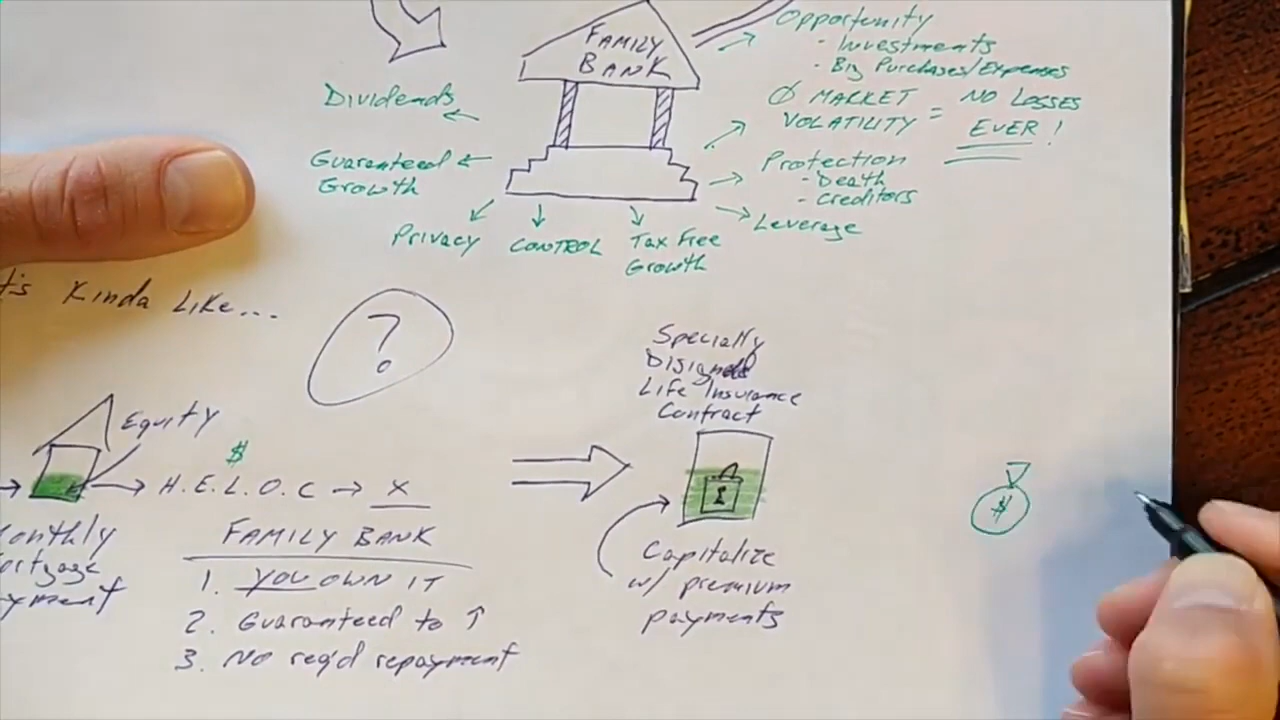 FAMILY
BANK
Dividends
Guaranteed
Growth
Privacy
CONTROL
Tax Free
Growth
Opportunity
- Investments
- Big Purchases/Expenses
Ø MARKET
VOLATILITY = NO LOSSES
EVER!
Protection
- Death
- Creditors
Leverage
Kinda Like...
?
Equity
$
H.E.L.O.C → X
FAMILY BANK
1. YOU OWN IT
2. Guaranteed to ↑
3. No req'd repayment
Specially
Life Insurance
Contract
Capitalize
w/ premium
payments
$